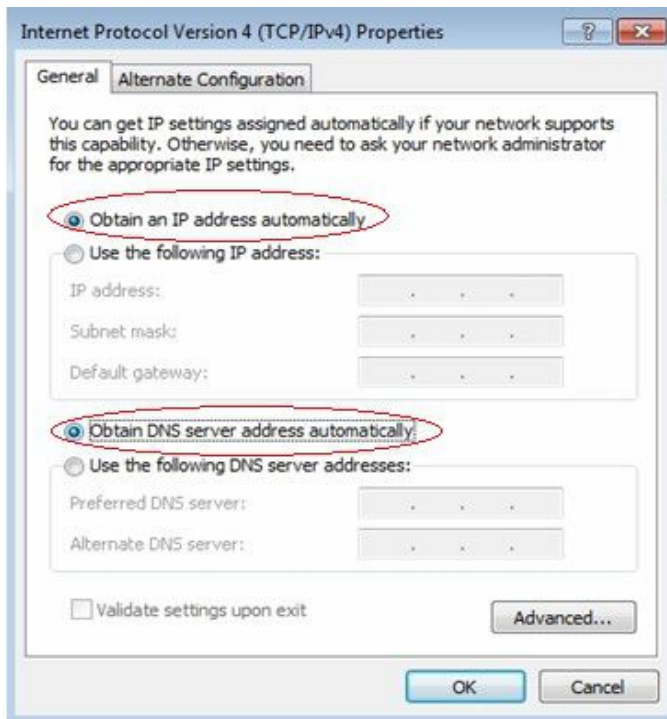 Internet Protocol Version 4 (TCP/IPv4) Properties
General
Alternate Configuration
You can get IP settings assigned automatically if your network supports
this capability. Otherwise, you need to ask your network administrator
for the appropriate IP settings.
Obtain an IP address automatically
Use the following IP address:
IP address:
Subnet mask:
Default gateway:
Obtain DNS server address automatically
Use the following DNS server addresses:
Preferred DNS server:
Alternate DNS server:
Validate settings upon exit
Advanced...
OK
Cancel